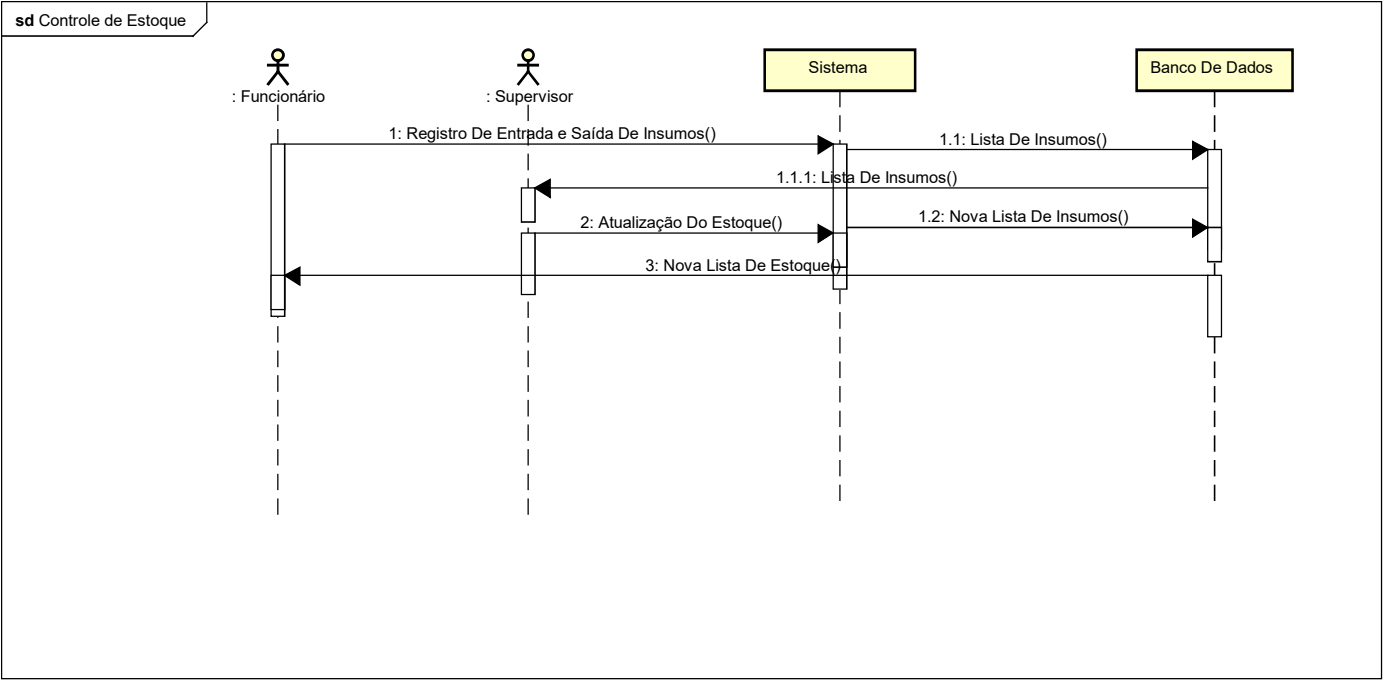 sd Controle de Estoque
: Funcionário
: Supervisor
Sistema
Banco De Dados
1: Registro De Entrada e Saída De Insumos()
1.1: Lista De Insumos()
1.1.1: Lista De Insumos()
2: Atualização Do Estoque()
1.2: Nova Lista De Insumos()
3: Nova Lista De Estoque()